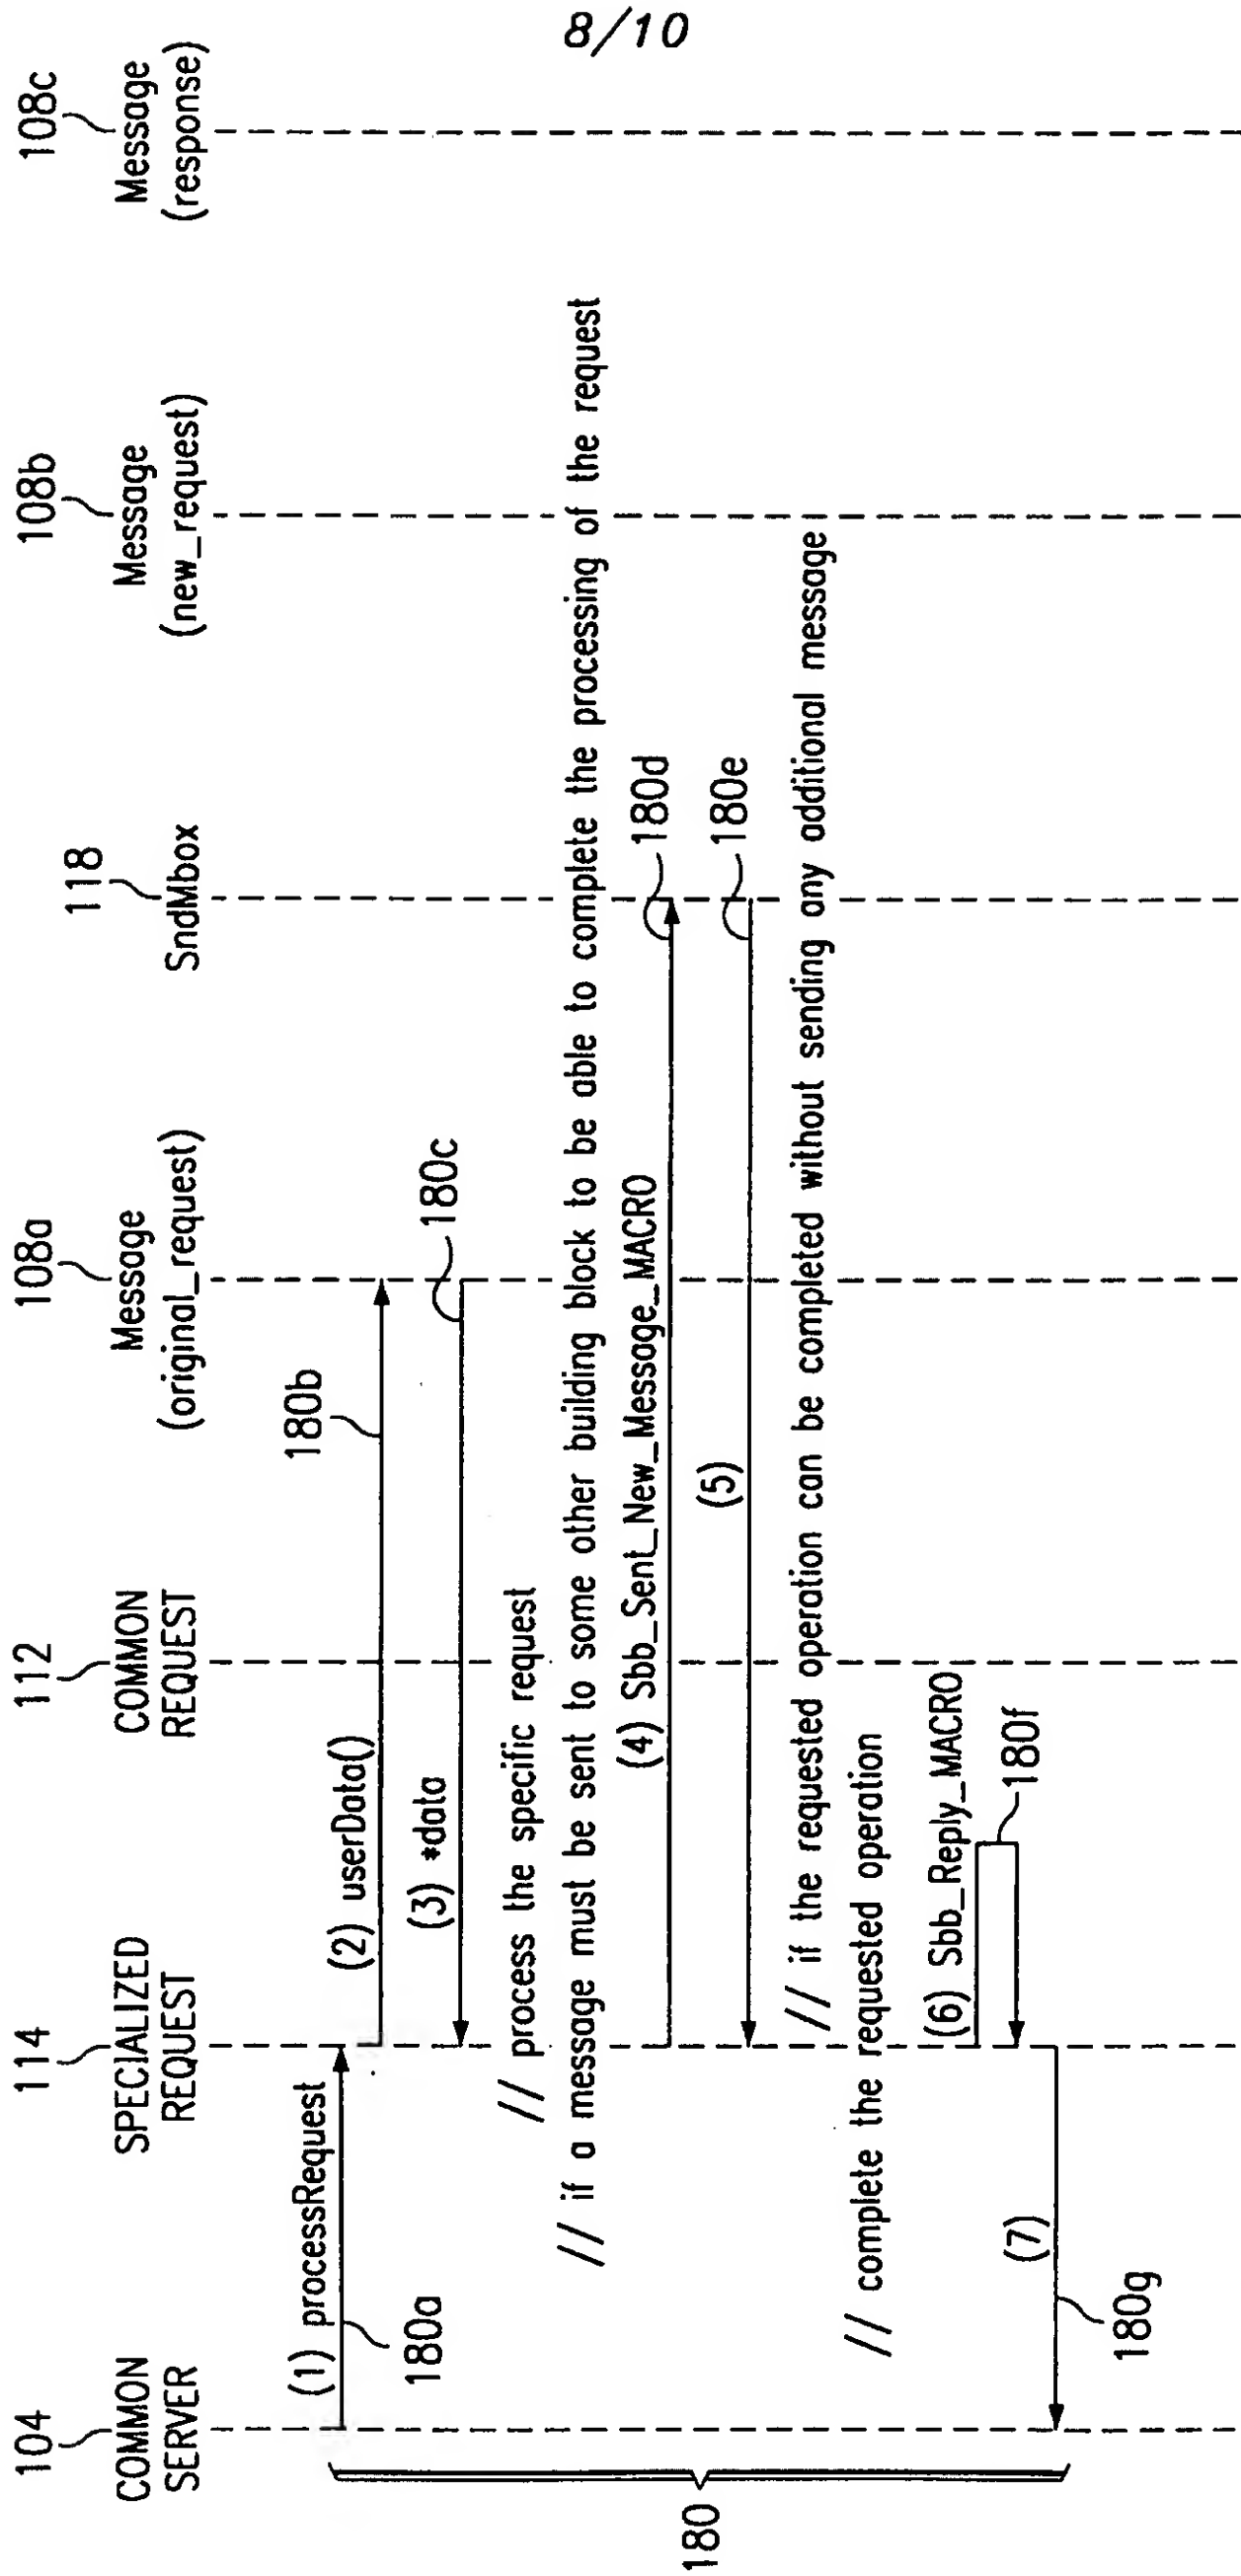 8/10
104
COMMON
SERVER
114
SPECIALIZED
REQUEST
112
COMMON
REQUEST
108a
Message
(original_request)
118
SndMbox
108b
Message
(new_request)
108c
Message
(response)
(1) processRequest
180a
(2) userData()
180b
(3) *data
180c
// process the specific request
// if a message must be sent to some other building block to be able to complete the processing of the request
(4) Sbb_Sent_New_Message_MACRO
180d
(5)
180e
// if the requested operation can be completed without sending any additional message
// complete the requested operation
(6) Sbb_Reply_MACRO
180f
(7)
180g
180